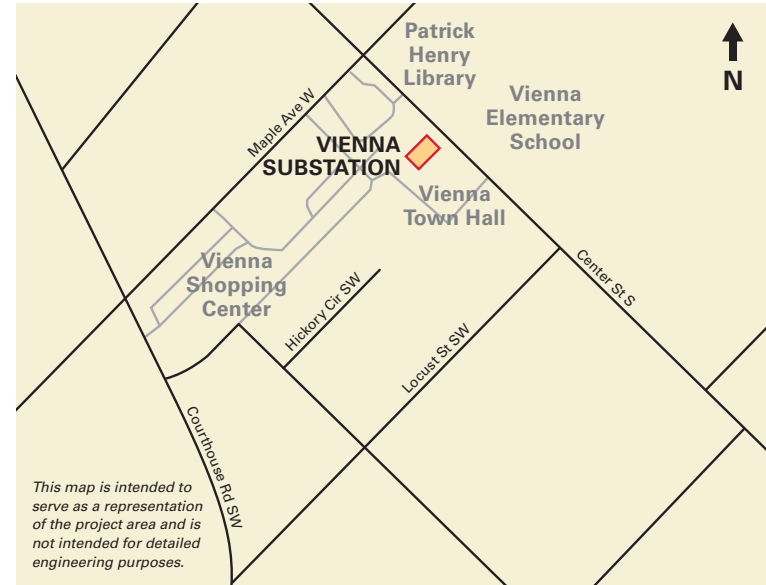 Patrick
Henry
Library
N
Vienna
Elementary
School
Maple Ave W
VIENNA
SUBSTATION
Vienna
Town Hall
Vienna
Shopping
Center
Center St S
Hickory Cir SW
Locust St SW
Courthouse Rd SW
This map is intended to
serve as a representation
of the project area and is
not intended for detailed
engineering purposes.